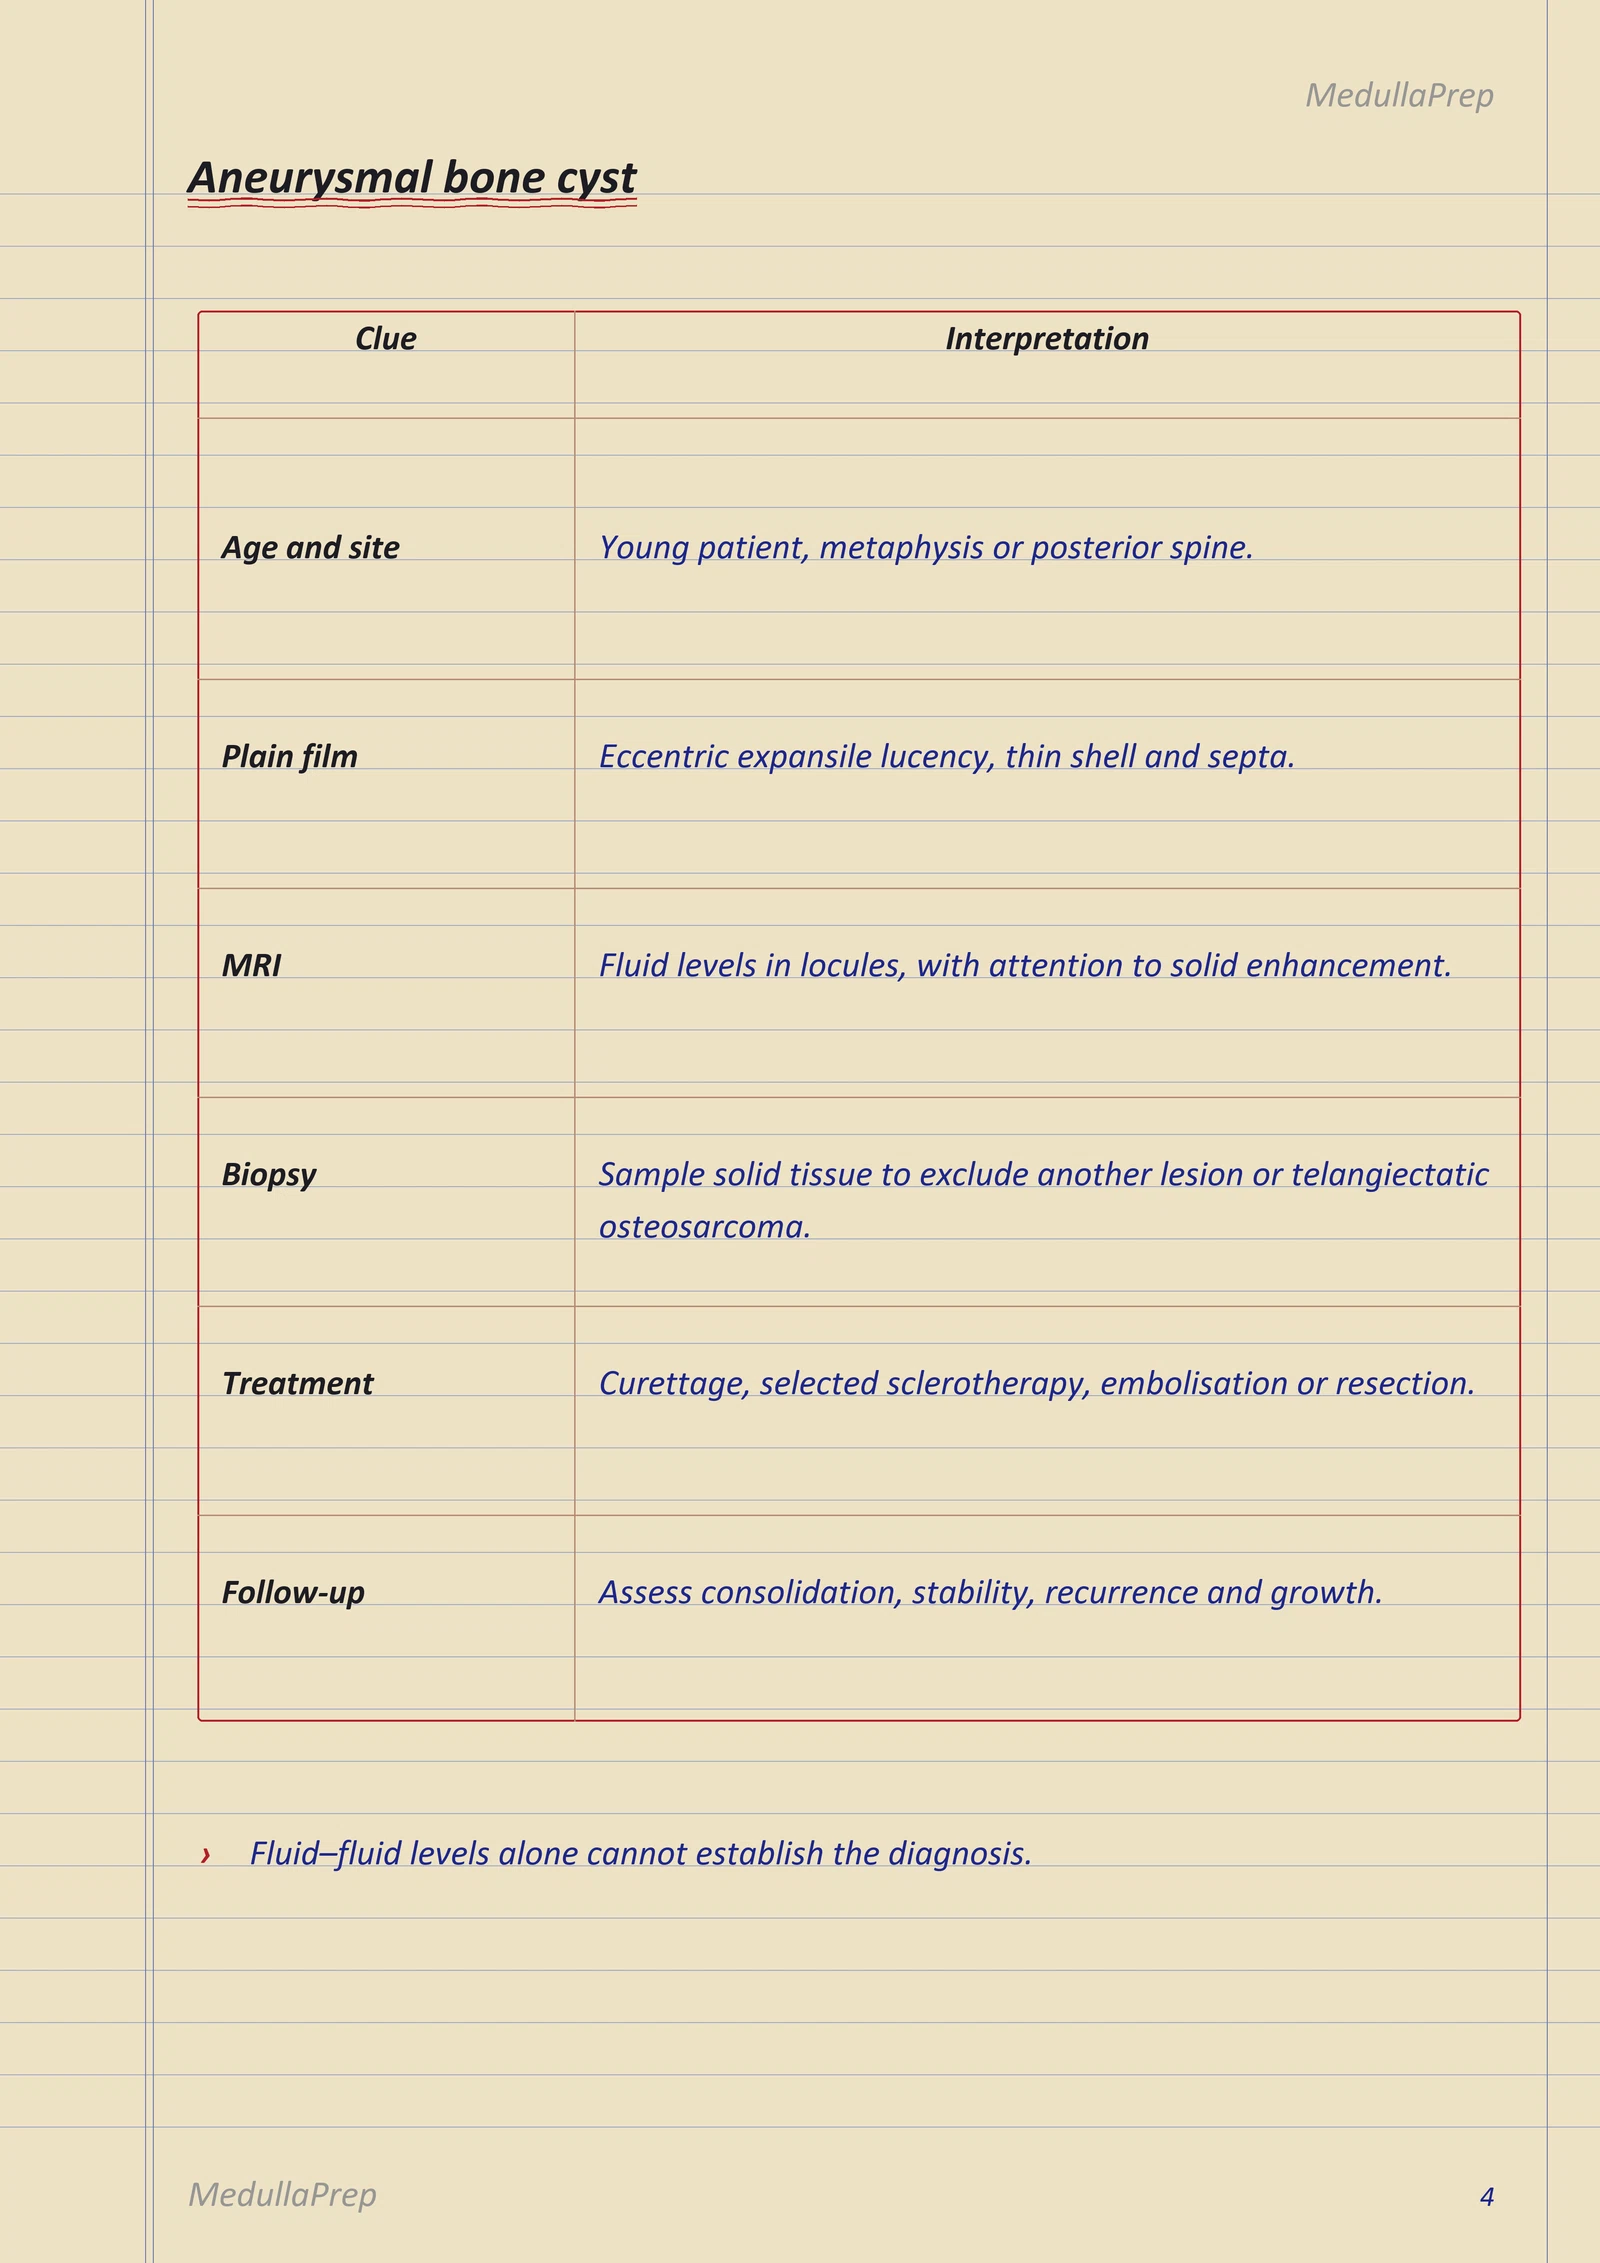 MedullaPrep
Aneurysmal bone cyst
Clue Interpretation
Age and site Young patient, metaphysis or posterior spine.
Plain film Eccentric expansile lucency, thin shell and septa.
MRI Fluid levels in locules, with attention to solid enhancement.
Biopsy Sample solid tissue to exclude another lesion or telangiectatic
osteosarcoma.
Treatment Curettage, selected sclerotherapy, embolisation or resection.
Follow-up Assess consolidation, stability, recurrence and growth.
› Fluid–fluid levels alone cannot establish the diagnosis.
MedullaPrep 4